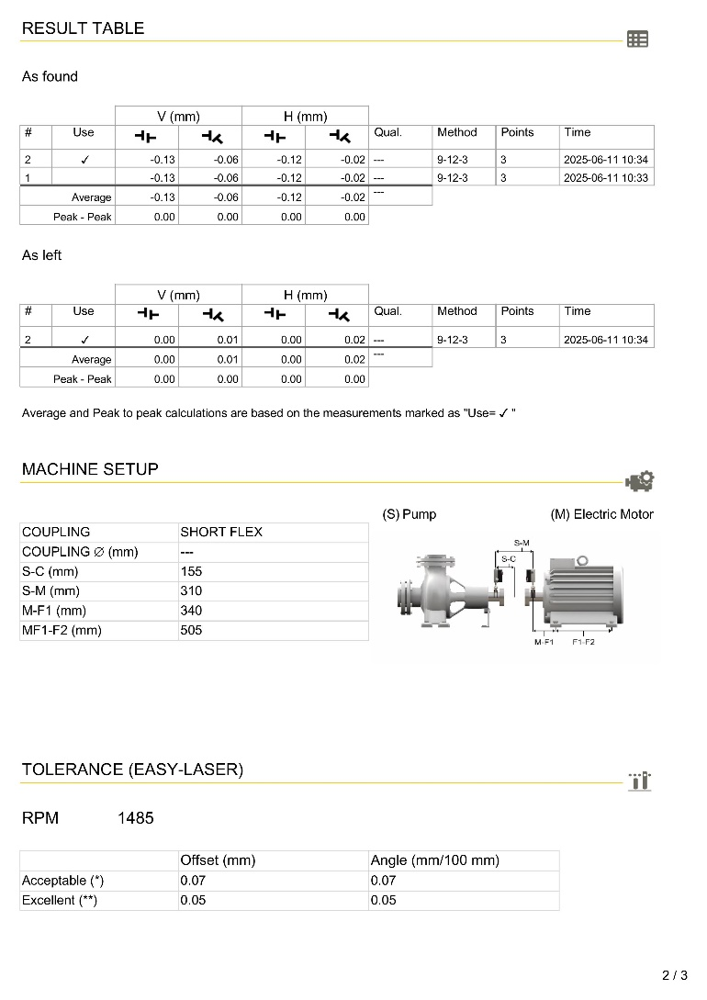 RESULT TABLE
As found
V (mm) H (mm)
# Use Qual. Method Points Time
2 ✓ -0.13 -0.06 -0.12 -0.02 --- 9-12-3 3 2025-06-11 10:34
1 -0.13 -0.06 -0.12 -0.02 --- 9-12-3 3 2025-06-11 10:33
Average -0.13 -0.06 -0.12 -0.02 ---
Peak - Peak 0.00 0.00 0.00 0.00
As left
V (mm) H (mm)
# Use Qual. Method Points Time
2 ✓ 0.00 0.01 0.00 0.02 --- 9-12-3 3 2025-06-11 10:34
Average 0.00 0.01 0.00 0.02 ---
Peak - Peak 0.00 0.00 0.00 0.00
Average and Peak to peak calculations are based on the measurements marked as "Use= ✓ "
MACHINE SETUP
(S) Pump (M) Electric Motor
COUPLING SHORT FLEX
COUPLING ∅ (mm) ---
S-C (mm) 155
S-M (mm) 310
M-F1 (mm) 340
MF1-F2 (mm) 505
S-M
S-C
M-F1 F1-F2
TOLERANCE (EASY-LASER)
RPM 1485
Offset (mm) Angle (mm/100 mm)
Acceptable (*) 0.07 0.07
Excellent (**) 0.05 0.05
2 / 3